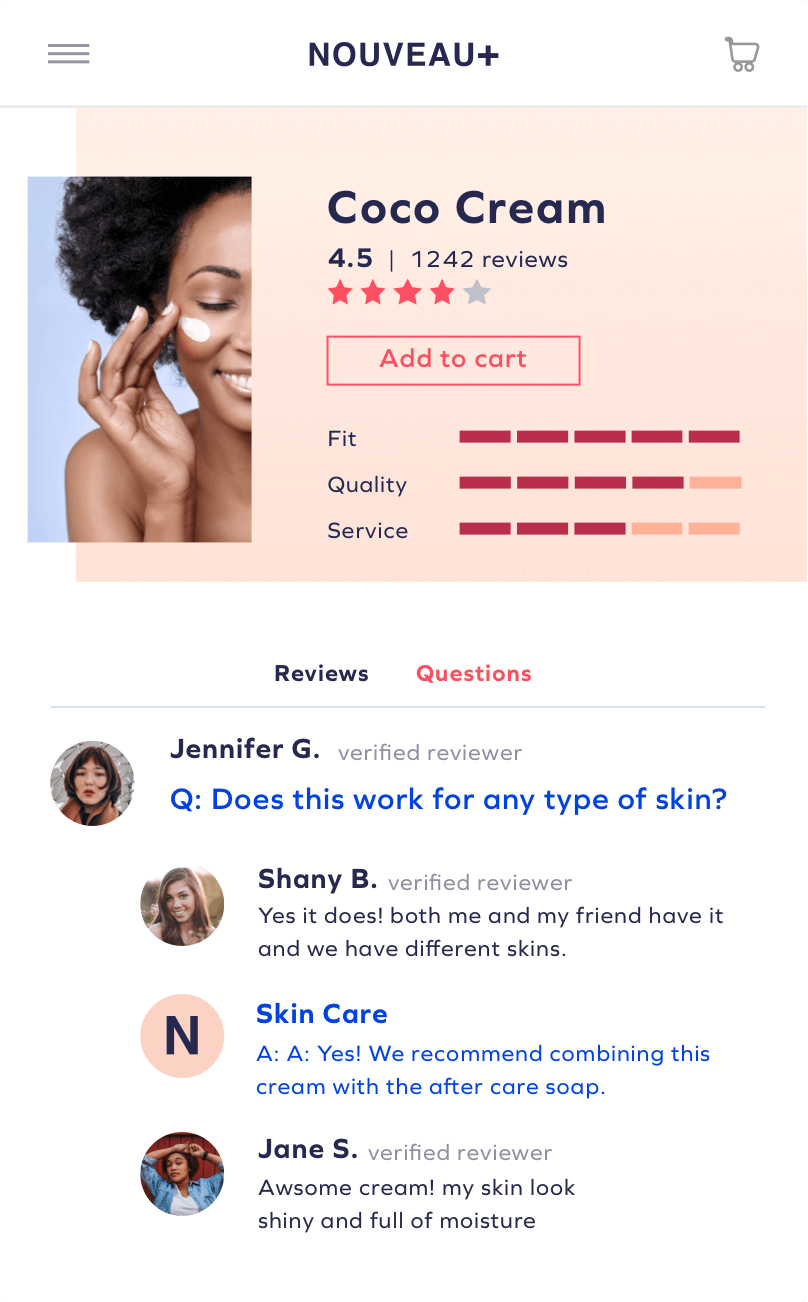 NOUVEAU+
Coco Cream
4.5 | 1242 reviews
Add to cart
Fit
Quality
Service
Reviews Questions
Jennifer G. verified reviewer
Q: Does this work for any type of skin?
Shany B. verified reviewer
Yes it does! both me and my friend have it
and we have different skins.
N
Skin Care
A: A: Yes! We recommend combining this
cream with the after care soap.
Jane S. verified reviewer
Awsome cream! my skin look
shiny and full of moisture